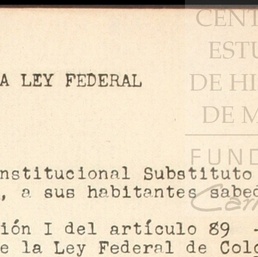 CENT
ESTU
A LEY FEDERAL
DE HI
DE M
FUND
nstitucional Substituto
, a sus habitantes sabed
ión I del artículo 89 -
e la Ley Federal de Colo